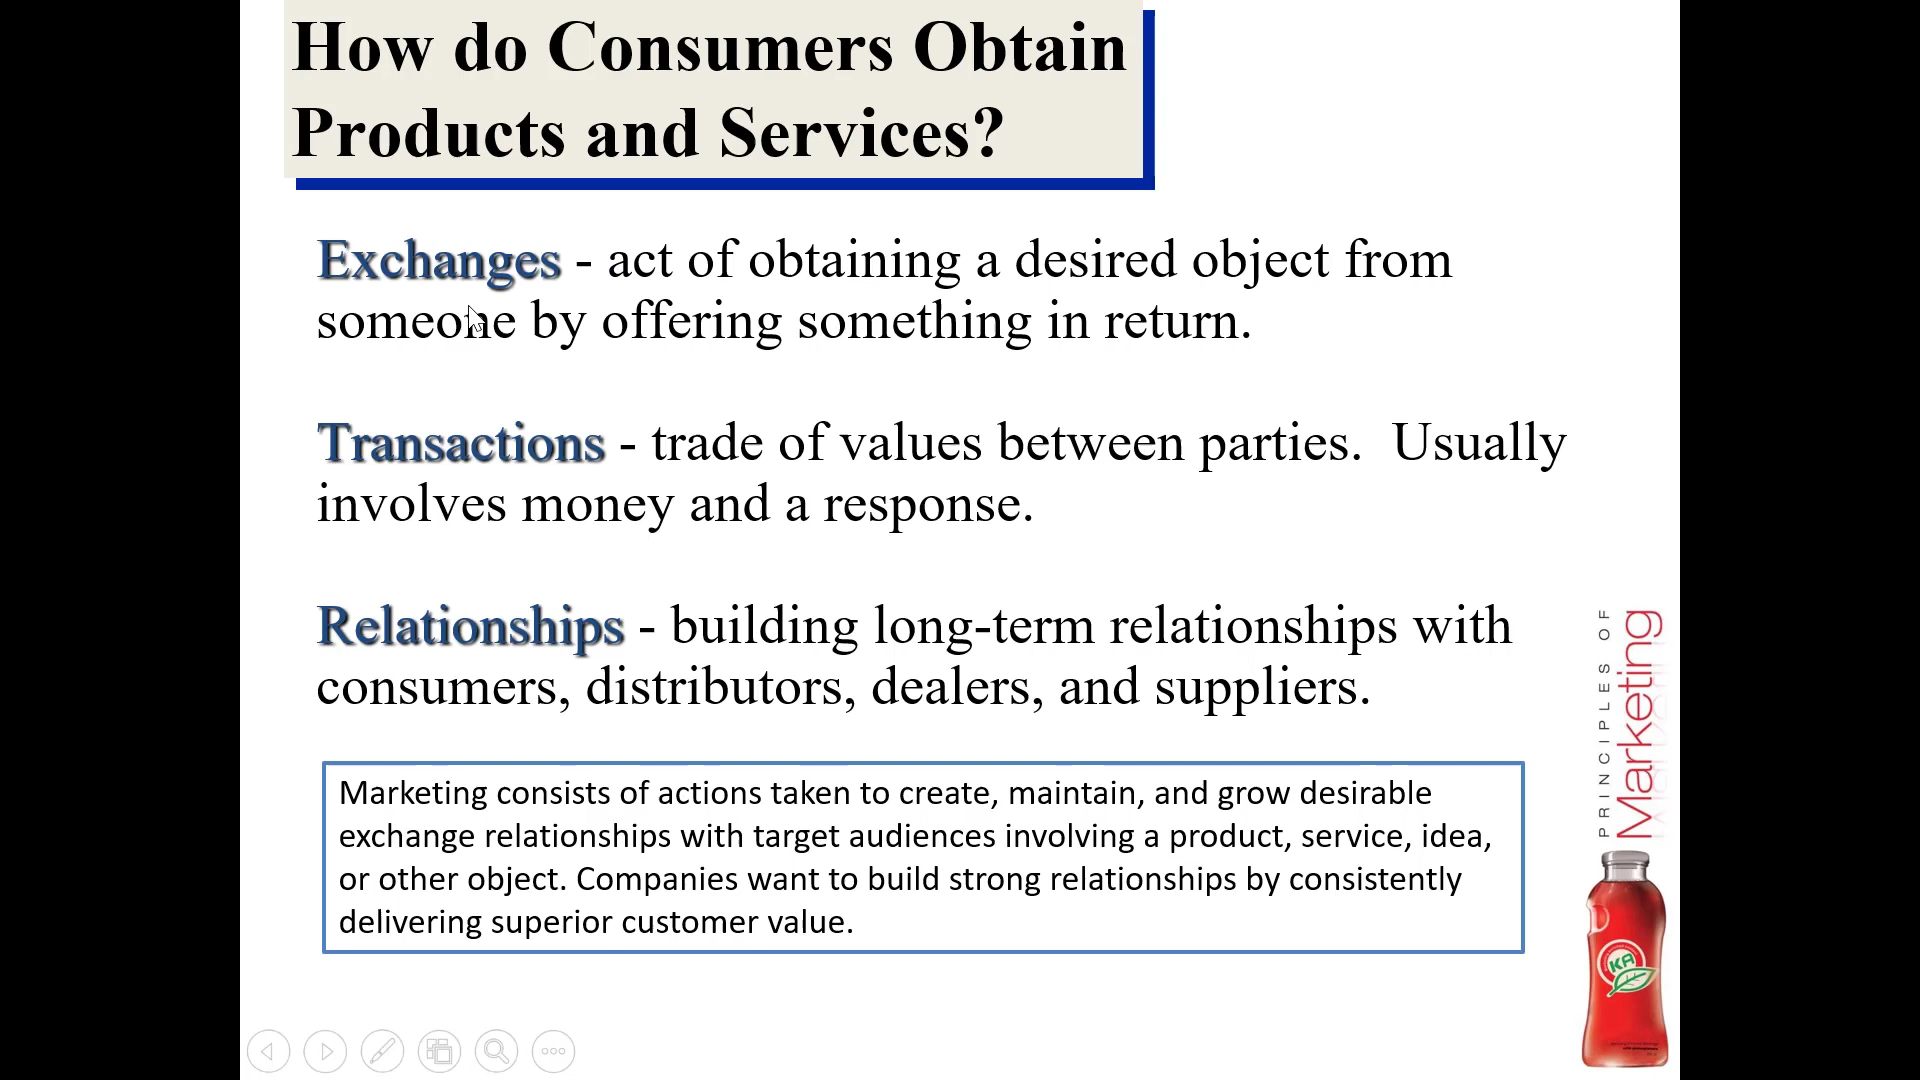 How do Consumers Obtain
Products and Services?
Exchanges - act of obtaining a desired object from
someone by offering something in return.
Transactions - trade of values between parties.  Usually
involves money and a response.
Relationships - building long-term relationships with
consumers, distributors, dealers, and suppliers.
Marketing consists of actions taken to create, maintain, and grow desirable
exchange relationships with target audiences involving a product, service, idea,
or other object. Companies want to build strong relationships by consistently
delivering superior customer value.
PRINCIPLES OF
Marketing
KA